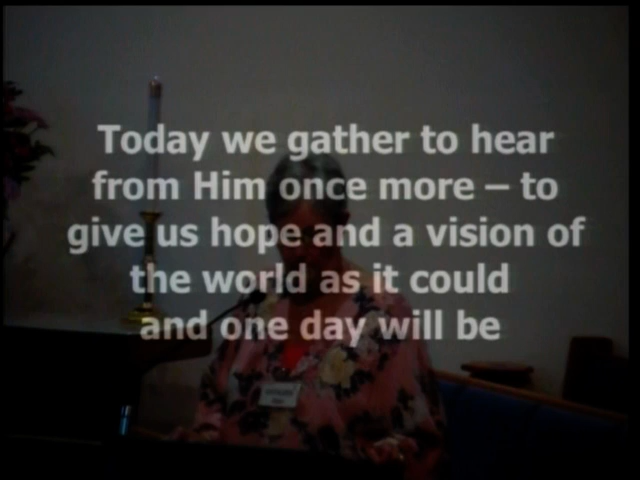 Today we gather to hear
from Him once more – to
give us hope and a vision of
the world as it could
and one day will be